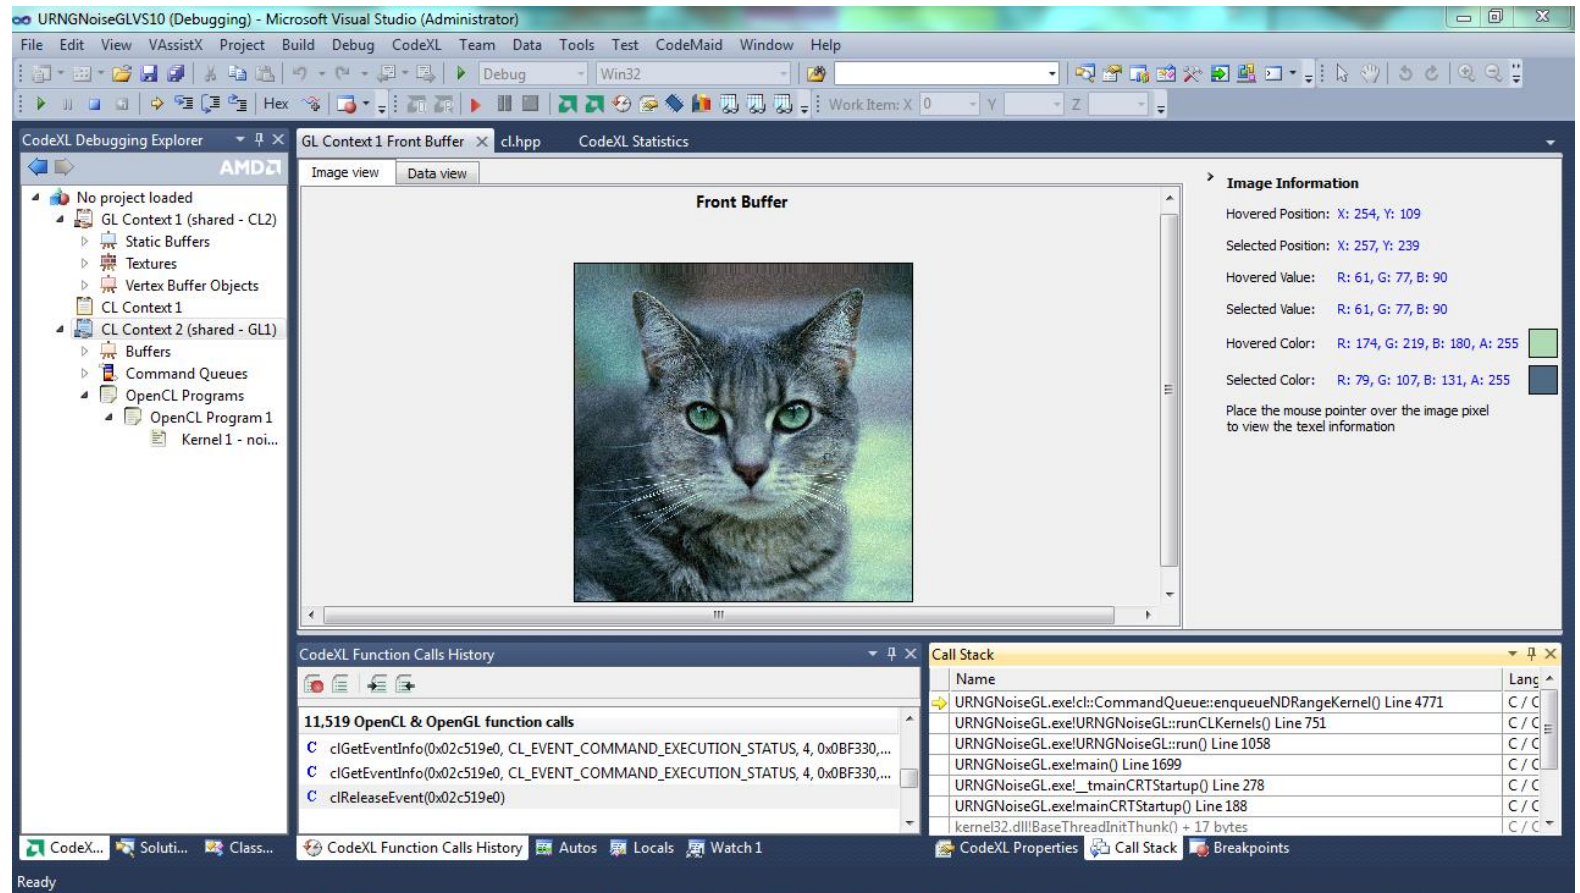 URNGNoiseGLVS10 (Debugging) - Microsoft Visual Studio (Administrator)
File Edit View VAssistX Project Build Debug CodeXL Team Data Tools Test CodeMaid Window Help
Debug Win32
Hex Work Item: X 0 Y Z
CodeXL Debugging Explorer
AMD
No project loaded
GL Context 1 (shared - CL2)
Static Buffers
Textures
Vertex Buffer Objects
CL Context 1
CL Context 2 (shared - GL1)
Buffers
Command Queues
OpenCL Programs
OpenCL Program 1
Kernel 1 - noi...
GL Context 1 Front Buffer cl.hpp CodeXL Statistics
Image view Data view
Front Buffer
Image Information
Hovered Position: X: 254, Y: 109
Selected Position: X: 257, Y: 239
Hovered Value: R: 61, G: 77, B: 90
Selected Value: R: 61, G: 77, B: 90
Hovered Color: R: 174, G: 219, B: 180, A: 255
Selected Color: R: 79, G: 107, B: 131, A: 255
Place the mouse pointer over the image pixel
to view the texel information
CodeXL Function Calls History
11,519 OpenCL & OpenGL function calls
C clGetEventInfo(0x02c519e0, CL_EVENT_COMMAND_EXECUTION_STATUS, 4, 0x0BF330,...
C clGetEventInfo(0x02c519e0, CL_EVENT_COMMAND_EXECUTION_STATUS, 4, 0x0BF330,...
C clReleaseEvent(0x02c519e0)
Call Stack
Name Lang
URNGNoiseGL.exe!cl::CommandQueue::enqueueNDRangeKernel() Line 4771 C / C
URNGNoiseGL.exe!URNGNoiseGL::runCLKernels() Line 751 C / C
URNGNoiseGL.exe!URNGNoiseGL::run() Line 1058 C / C
URNGNoiseGL.exe!main() Line 1699 C / C
URNGNoiseGL.exe!__tmainCRTStartup() Line 278 C / C
URNGNoiseGL.exe!mainCRTStartup() Line 188 C / C
kernel32.dll!BaseThreadInitThunk() + 17 bytes C / C
CodeX... Soluti... Class... CodeXL Function Calls History Autos Locals Watch 1 CodeXL Properties Call Stack Breakpoints
Ready